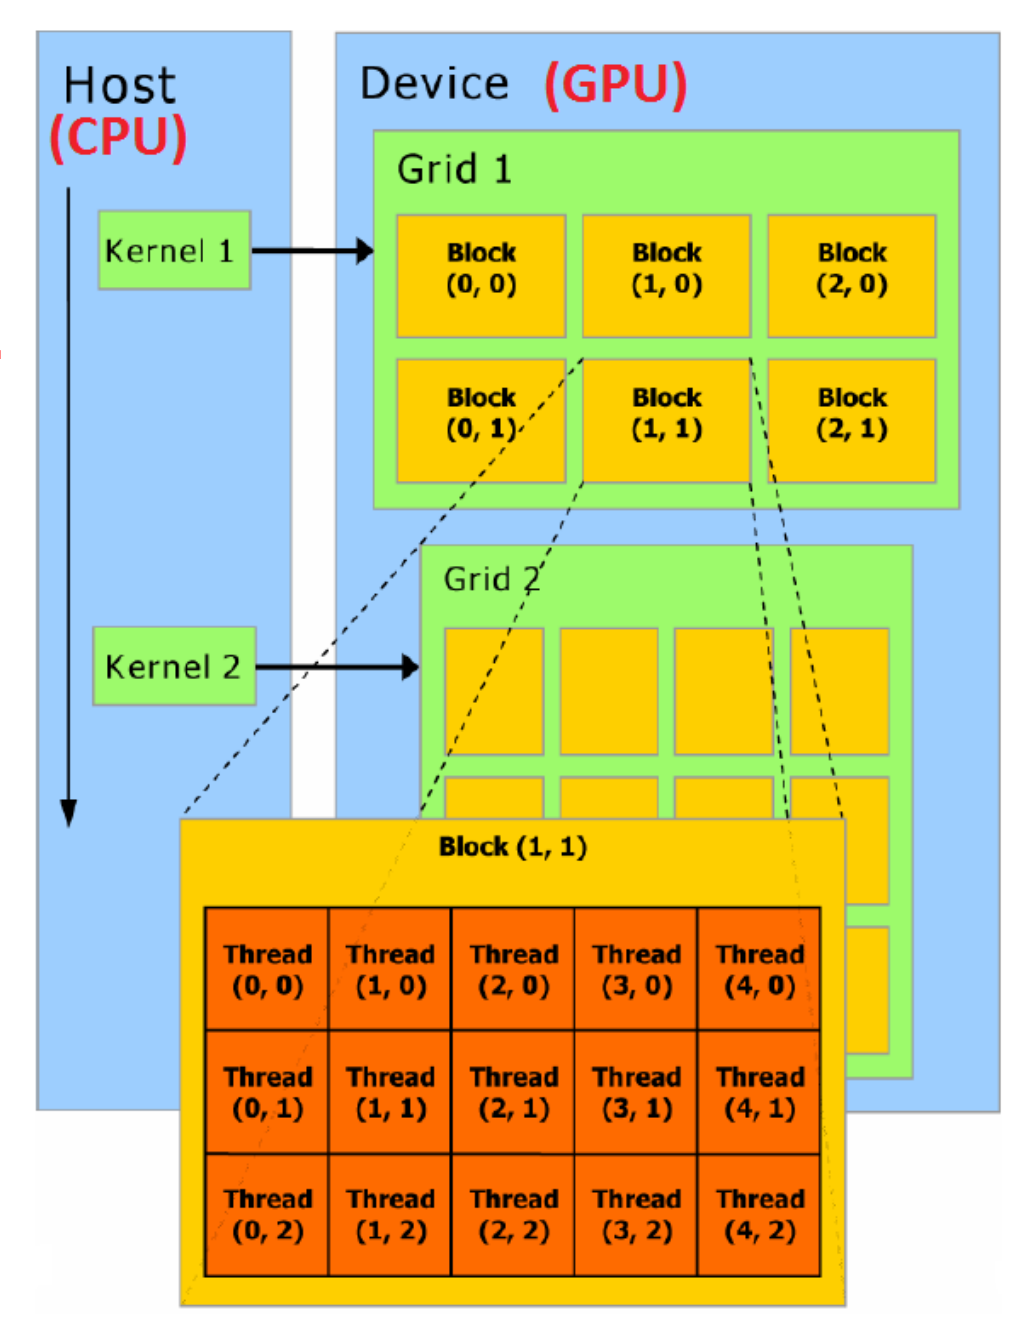 Host
(CPU)
Device (GPU)
Grid 1
Kernel 1
Block
(0, 0)
Block
(1, 0)
Block
(2, 0)
Block
(0, 1)
Block
(1, 1)
Block
(2, 1)
Grid 2
Kernel 2
Block (1, 1)
Thread
(0, 0)
Thread
(1, 0)
Thread
(2, 0)
Thread
(3, 0)
Thread
(4, 0)
Thread
(0, 1)
Thread
(1, 1)
Thread
(2, 1)
Thread
(3, 1)
Thread
(4, 1)
Thread
(0, 2)
Thread
(1, 2)
Thread
(2, 2)
Thread
(3, 2)
Thread
(4, 2)